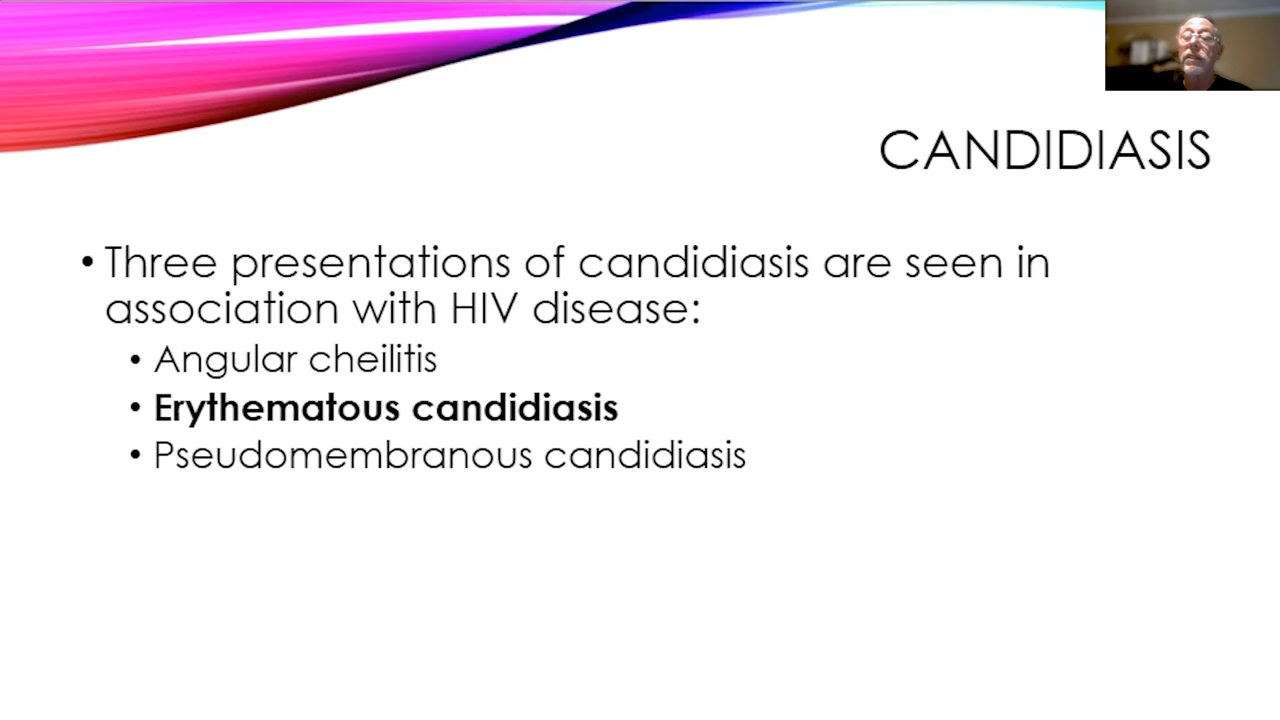 CANDIDIASIS
• Three presentations of candidiasis are seen in
association with HIV disease:
• Angular cheilitis
• Erythematous candidiasis
• Pseudomembranous candidiasis